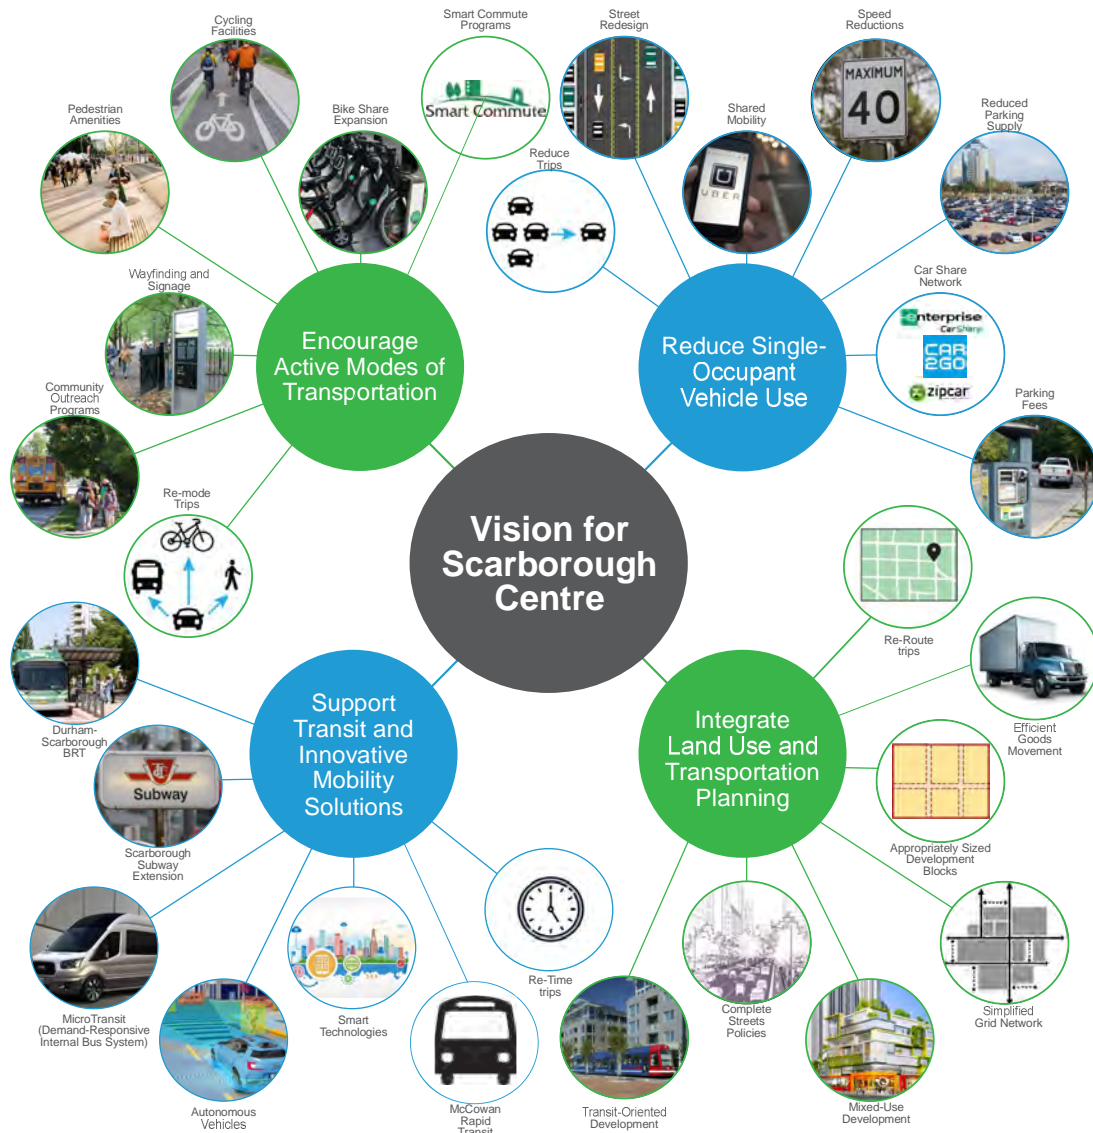 Cycling
Facilities
Smart Commute
Programs
Smart Commute
Pedestrian
Amenities
Bike Share
Expansion
Wayfinding and
Signage
Community
Outreach
Programs
Re-mode
Trips
Encourage
Active Modes of
Transportation
Street
Redesign
Speed
Reductions
MAXIMUM
40
Shared
Mobility
UBER
Reduced
Parking
Supply
Reduce
Trips
Car Share
Network
enterprise
CarShare
CAR
2GO
zipcar
Parking
Fees
Reduce Single-
Occupant
Vehicle Use
Vision for
Scarborough
Centre
Support
Transit and
Innovative
Mobility
Solutions
Durham-
Scarborough
BRT
Subway
Scarborough
Subway
Extension
MicroTransit
(Demand-Responsive
Internal Bus System)
Autonomous
Vehicles
Smart
Technologies
McCowan
Rapid
Transit
Re-Time
trips
Integrate
Land Use and
Transportation
Planning
Re-Route
trips
Efficient
Goods
Movement
Appropriately Sized
Development
Blocks
Simplified
Grid Network
Complete
Streets
Policies
Mixed-Use
Development
Transit-Oriented
Development